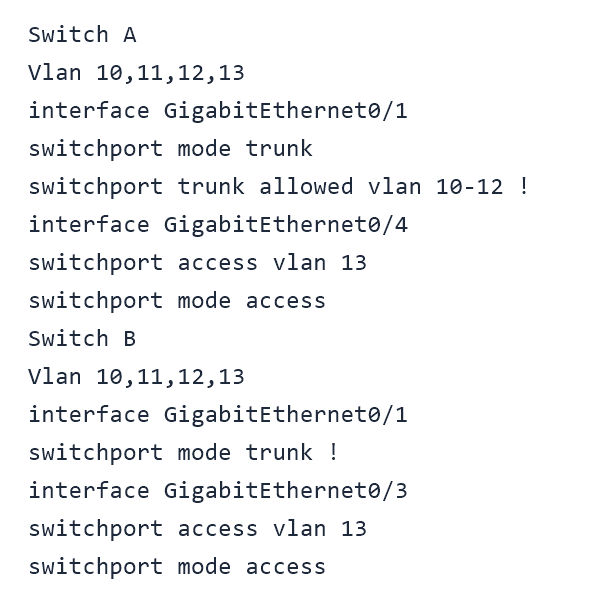 Switch A
Vlan 10,11,12,13
interface GigabitEthernet0/1
switchport mode trunk
switchport trunk allowed vlan 10-12 !
interface GigabitEthernet0/4
switchport access vlan 13
switchport mode access
Switch B
Vlan 10,11,12,13
interface GigabitEthernet0/1
switchport mode trunk !
interface GigabitEthernet0/3
switchport access vlan 13
switchport mode access